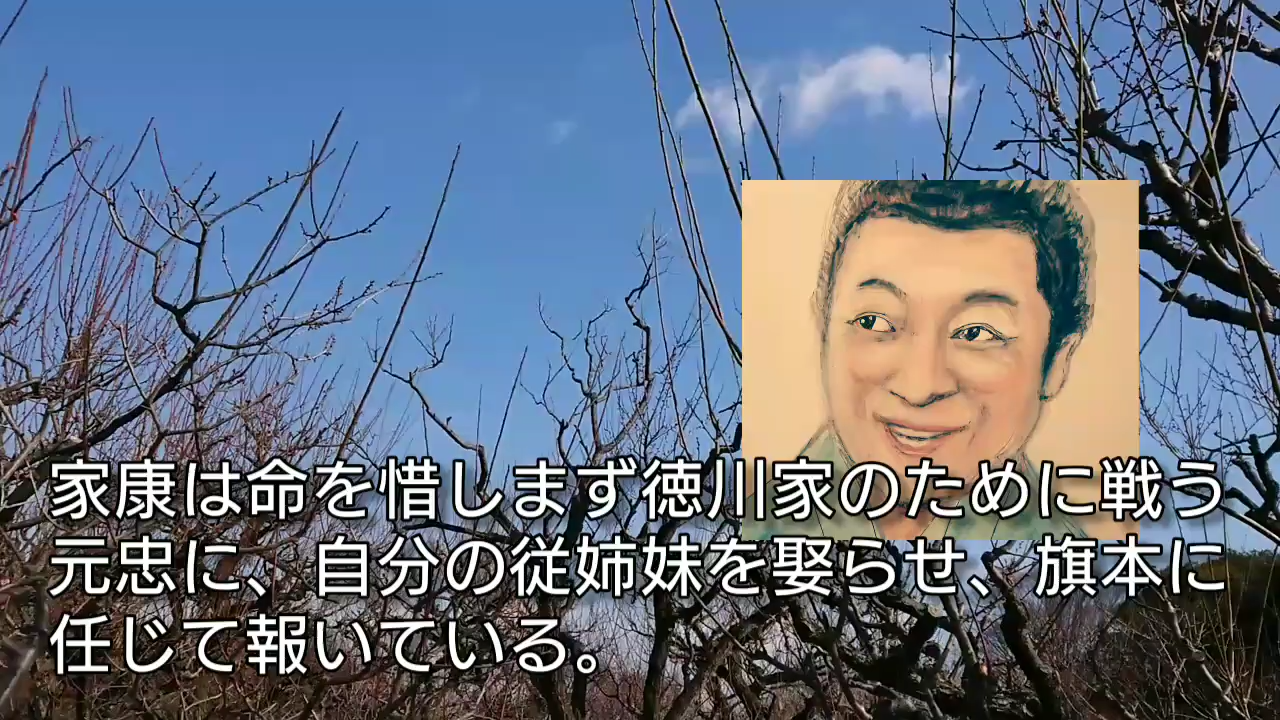 家康は命を惜しまず徳川家のために戦う
元忠に、自分の従姉妹を娶らせ、旗本に
任じて報いている。